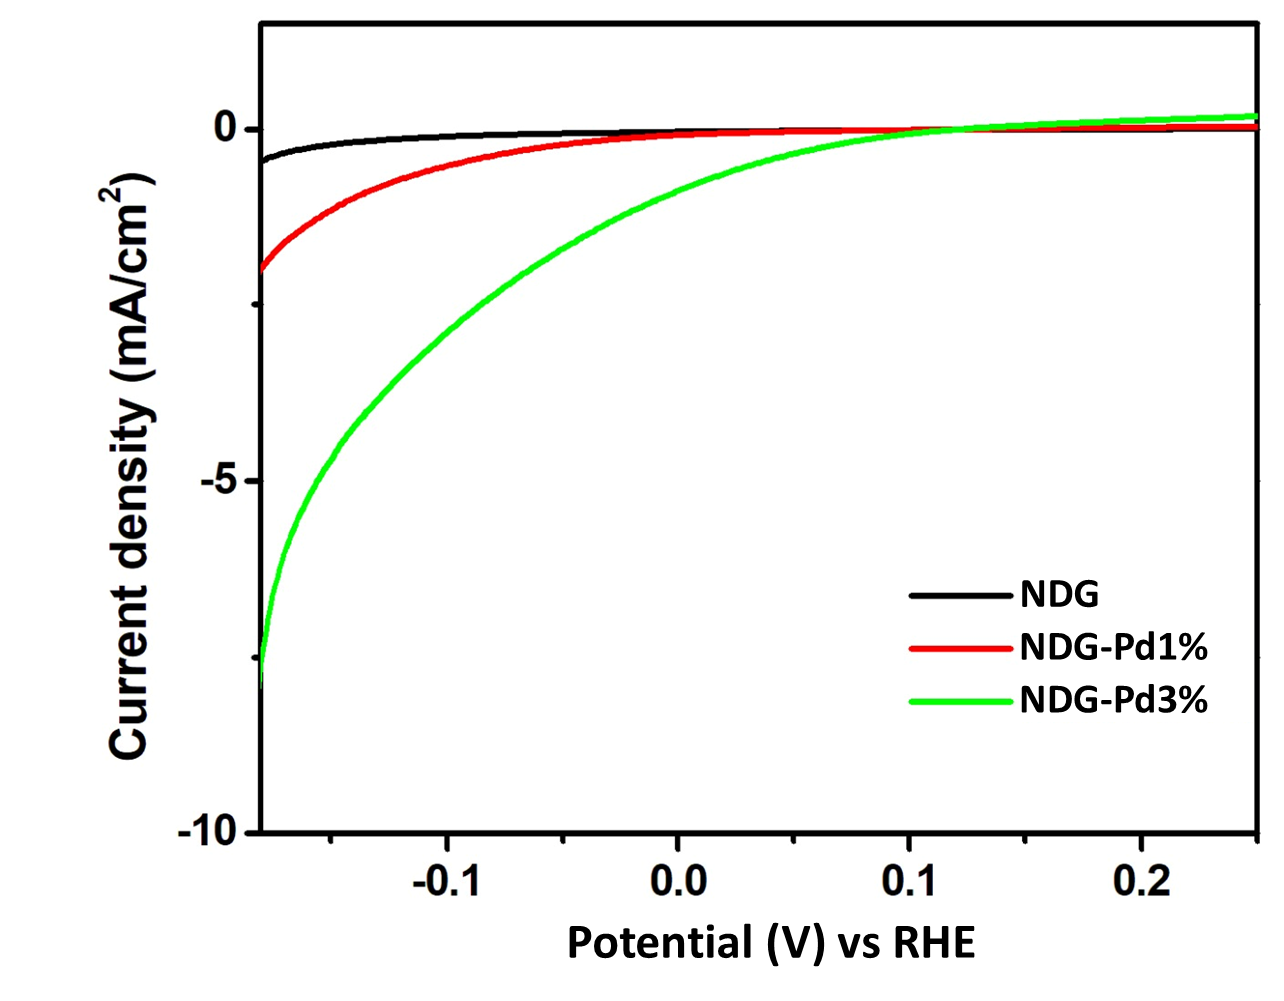 0
-5
-10
Current density (mA/cm²)
NDG
NDG-Pd1%
NDG-Pd3%
-0.1 0.0 0.1 0.2
Potential (V) vs RHE